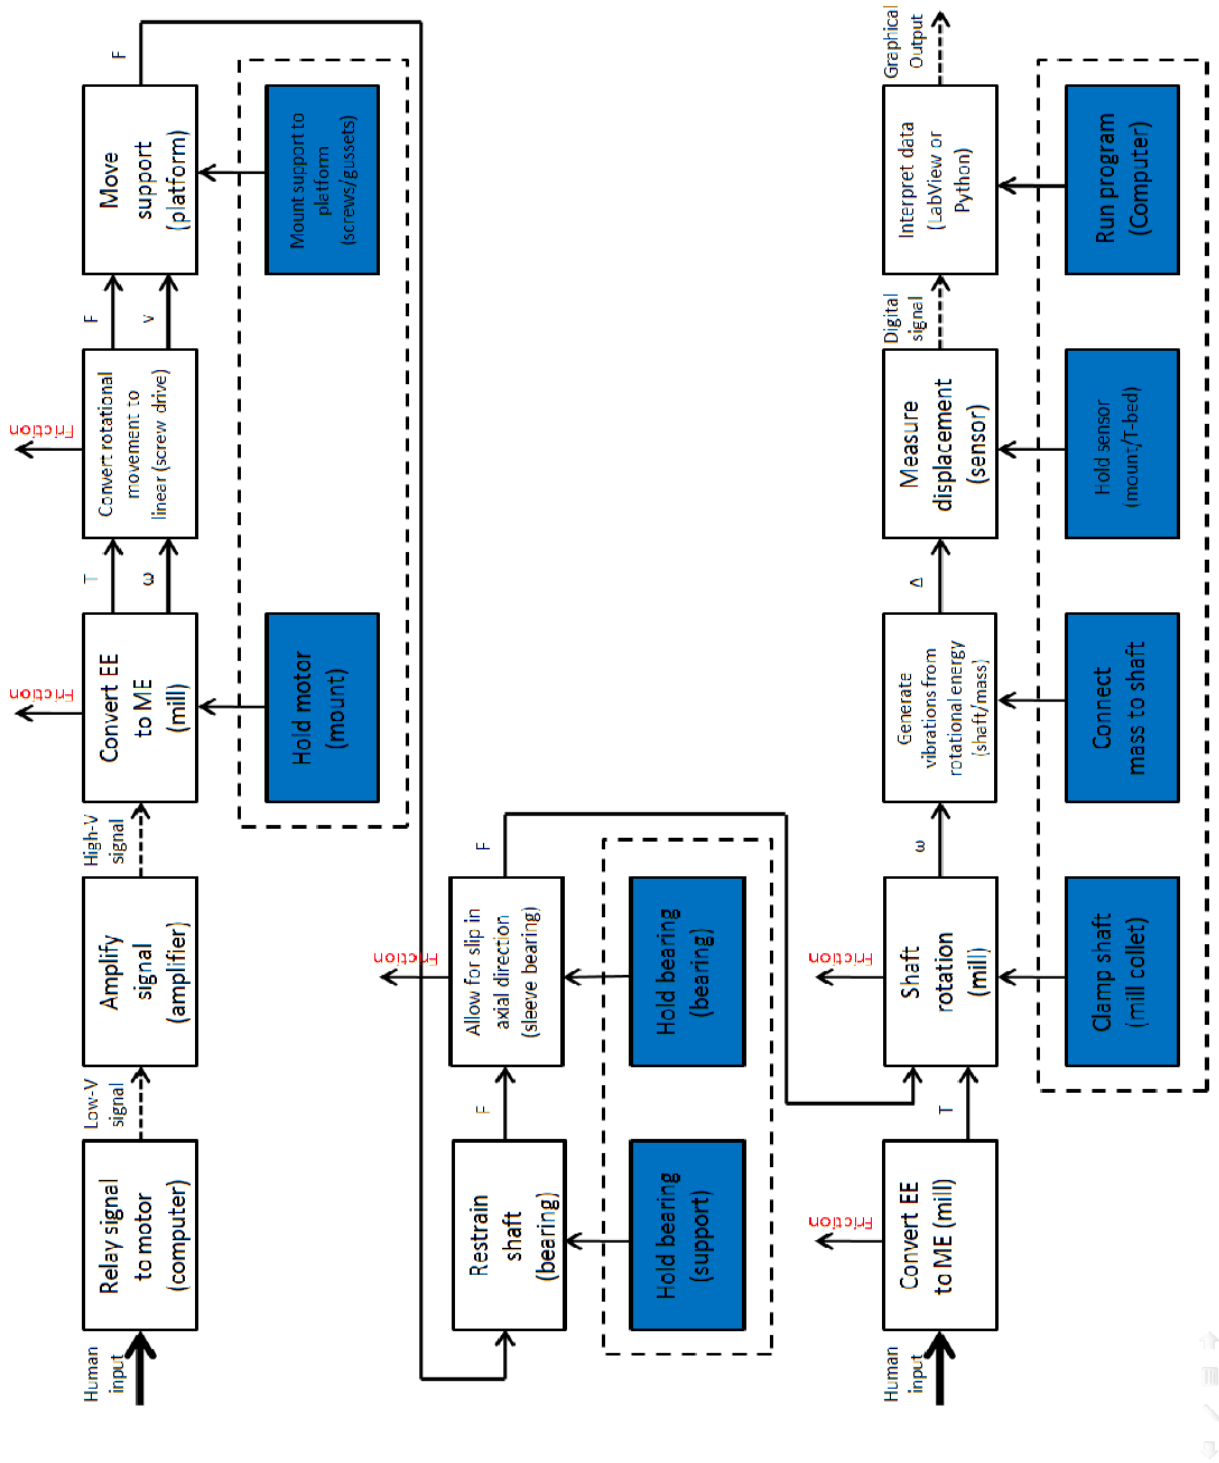 Human
input
Relay signal
to motor
(computer)
Low-V
signal
Amplify
signal
(amplifier)
High-V
signal
Convert EE
to ME
(mill)
Friction
T
ω
Convert rotational
movement to
linear (screw drive)
Friction
F
v
Move
support
(platform)
F
Hold motor
(mount)
Mount support to
platform
(screws/gussets)
Restrain
shaft
(bearing)
F
Allow for slip in
axial direction
(sleeve bearing)
Friction
F
Hold bearing
(support)
Hold bearing
(bearing)
Human
input
Convert EE
to ME (mill)
Friction
T
Shaft
rotation
(mill)
Friction
ω
Generate
vibrations from
rotational energy
(shaft/mass)
Δ
Measure
displacement
(sensor)
Digital
signal
Interpret data
(LabView or
Python)
Graphical
Output
Clamp shaft
(mill collet)
Connect
mass to shaft
Hold sensor
(mount/T-bed)
Run program
(Computer)